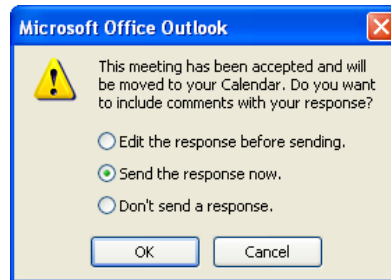 Microsoft Office Outlook
This meeting has been accepted and will
be moved to your Calendar. Do you want
to include comments with your response?
Edit the response before sending.
Send the response now.
Don't send a response.
OK Cancel